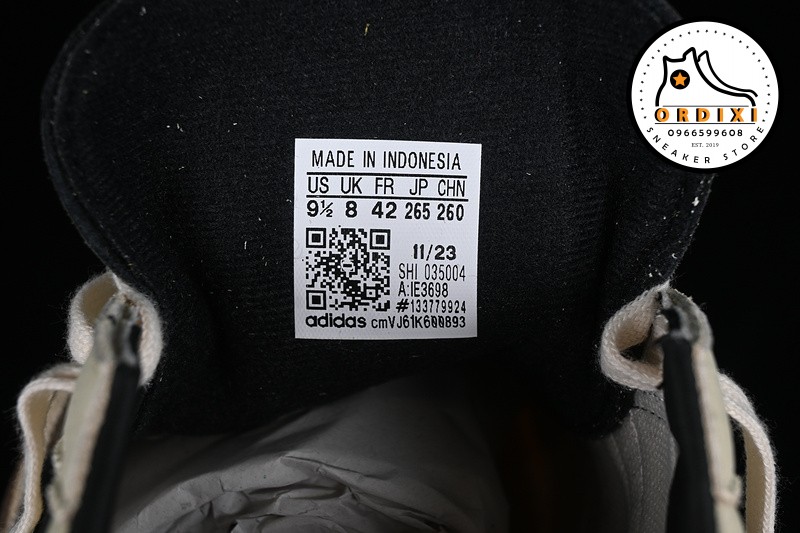 MADE IN INDONESIA
US UK FR JP CHN
9½ 8 42 265 260
11/23
SHI 035004
A:IE3698
#133779924
adidas cmVJ61K600893
ORDIXI
0966599608
EST. 2019
SNEAKER STORE